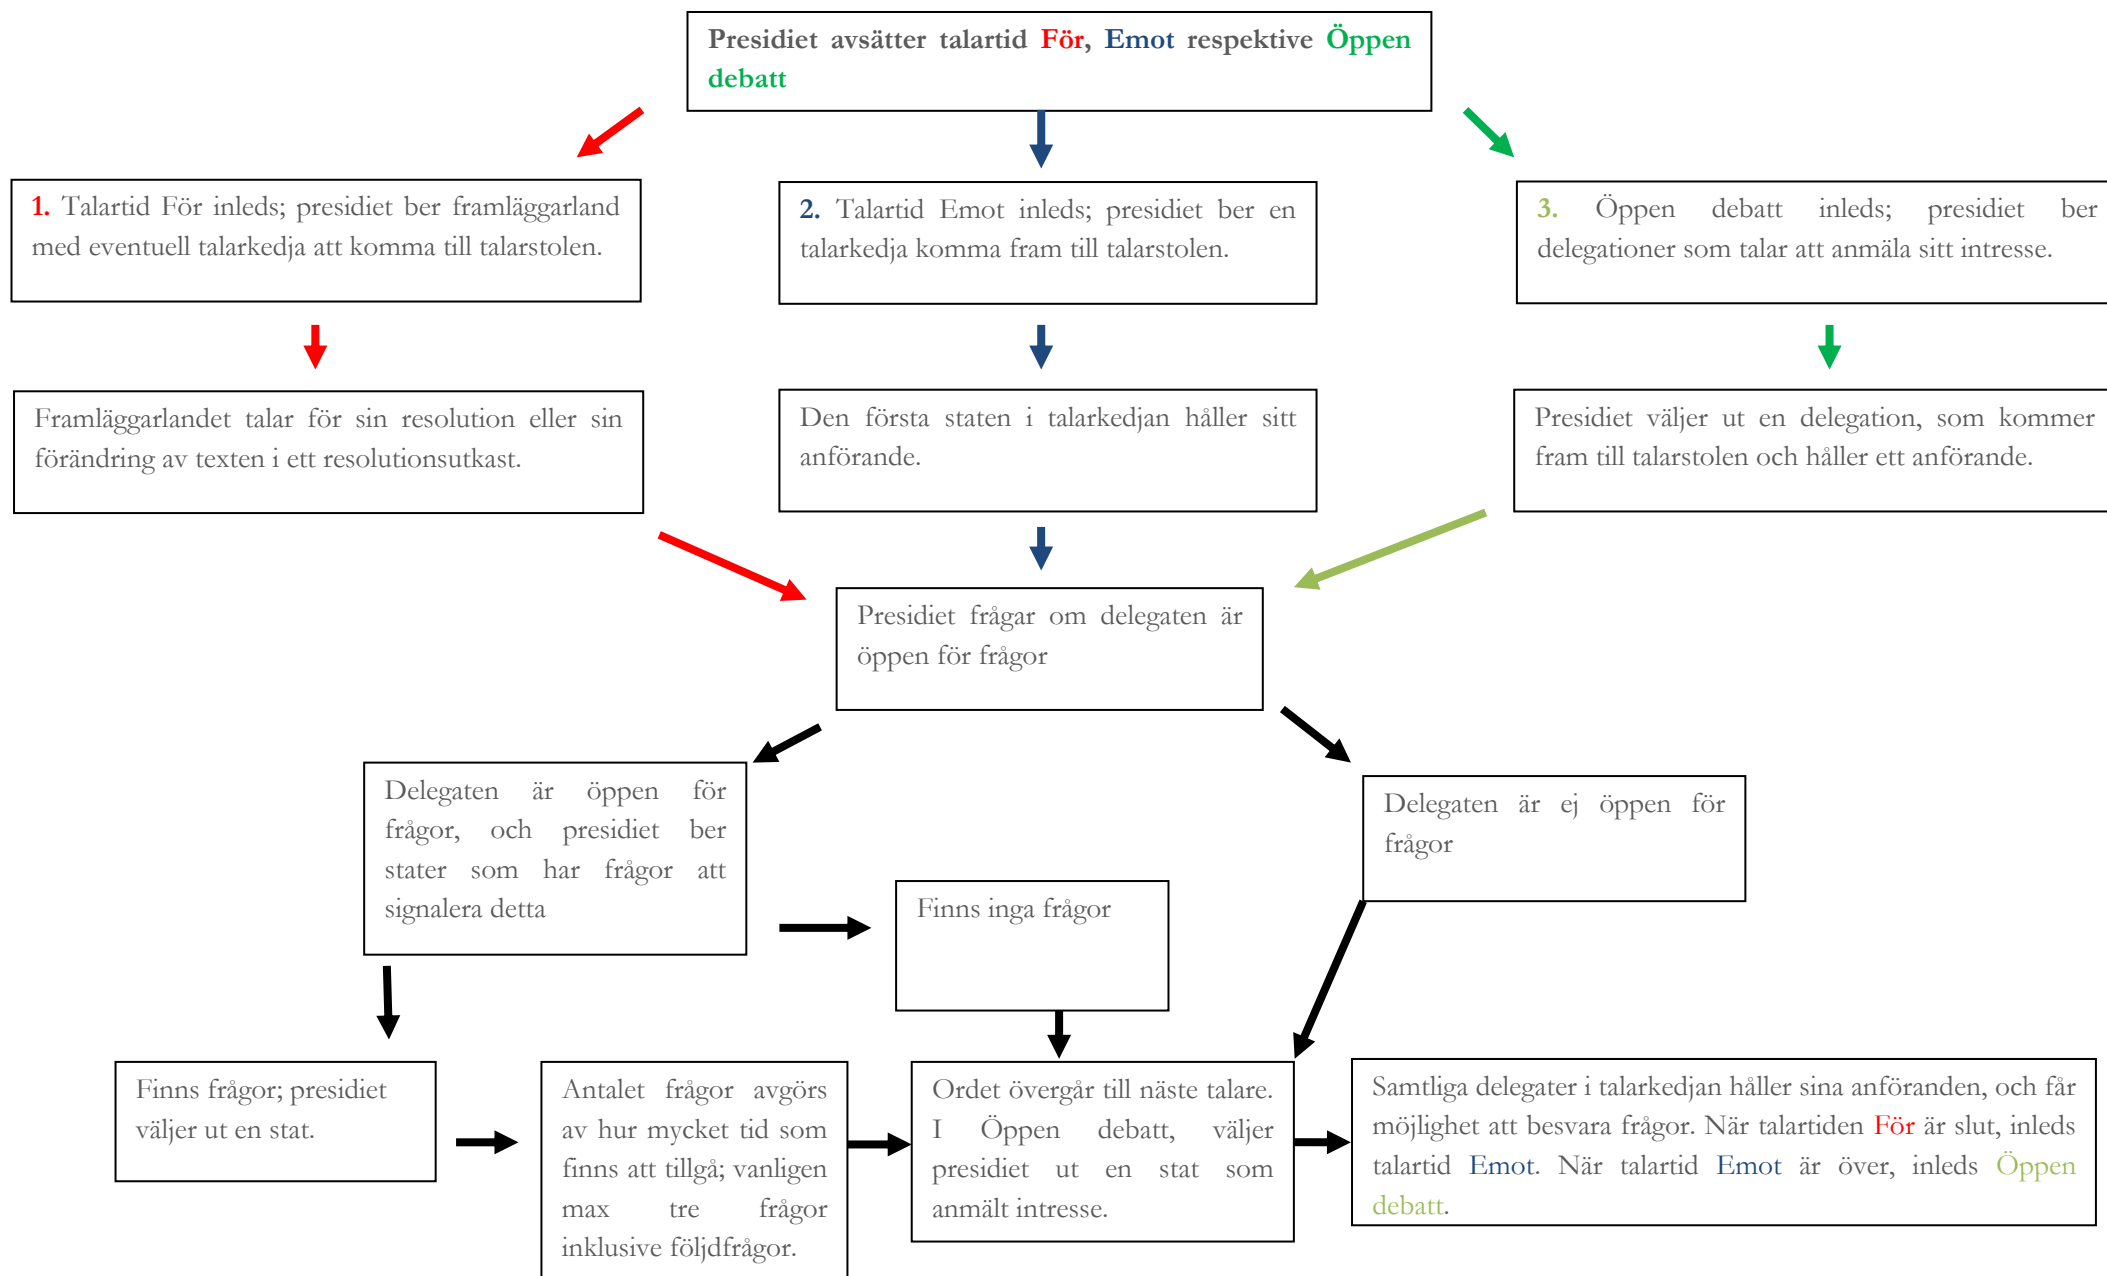 Presidiet avsätter talartid För, Emot respektive Öppen
debatt
1. Talartid För inleds; presidiet ber framläggarland
med eventuell talarkedja att komma till talarstolen.
2. Talartid Emot inleds; presidiet ber en
talarkedja komma fram till talarstolen.
3. Öppen debatt inleds; presidiet ber
delegationer som talar att anmäla sitt intresse.
Framläggarlandet talar för sin resolution eller sin
förändring av texten i ett resolutionsutkast.
Den första staten i talarkedjan håller sitt
anförande.
Presidiet väljer ut en delegation, som kommer
fram till talarstolen och håller ett anförande.
Presidiet frågar om delegaten är
öppen för frågor
Delegaten är öppen för
frågor, och presidiet ber
stater som har frågor att
signalera detta
Delegaten är ej öppen för
frågor
Finns inga frågor
Finns frågor; presidiet
väljer ut en stat.
Antalet frågor avgörs
av hur mycket tid som
finns att tillgå; vanligen
max tre frågor
inklusive följdfrågor.
Ordet övergår till näste talare.
I Öppen debatt, väljer
presidiet ut en stat som
anmält intresse.
Samtliga delegater i talarkedjan håller sina anföranden, och får
möjlighet att besvara frågor. När talartiden För är slut, inleds
talartid Emot. När talartid Emot är över, inleds Öppen
debatt.